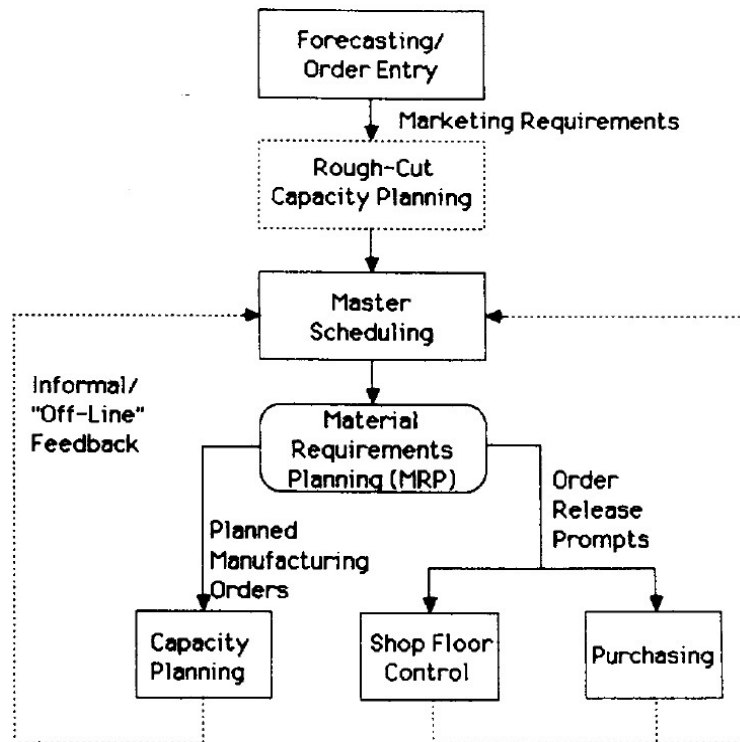 Forecasting/
Order Entry
Marketing Requirements
Rough-Cut
Capacity Planning
Master
Scheduling
Informal/
"Off-Line"
Feedback
Material
Requirements
Planning (MRP)
Order
Release
Prompts
Planned
Manufacturing
Orders
Capacity
Planning
Shop Floor
Control
Purchasing